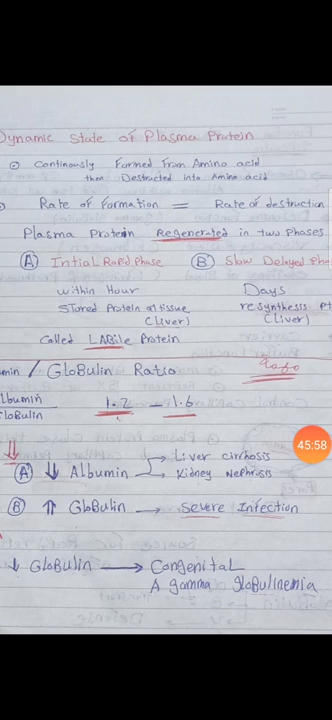 Dynamic State of Plasma Protein
Continously Formed From Amino acid
then Destructed into Amino acid
Rate of Formation = Rate of destruction
Plasma Protein Regenerated in two Phases
(A) Intial Rapid Phase
(B) Slow Delayed Pha
within Hour
Days
Stored Protein at tissue
(Liver)
resynthesis Pt
(Liver)
Called LABile Protein
min / GloBulin Ratio
Albumin
GloBulin
1.2 - 1.6
(A) ↓ Albumin
Liver cirrhosis
Kidney Nephrosis
(B) ↑ GloBulin → Severe Infection
↓ GloBulin → Congenital
A gamma globulinemia
45:58